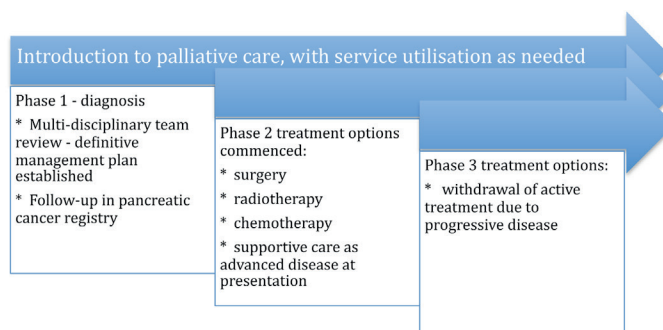 Introduction to palliative care, with service utilisation as needed
Phase 1 - diagnosis
* Multi-disciplinary team
review - definitive
management plan
established
* Follow-up in pancreatic
cancer registry
Phase 2 treatment options
commenced:
* surgery
* radiotherapy
* chemotherapy
* supportive care as
advanced disease at
presentation
Phase 3 treatment options:
* withdrawal of active
treatment due to
progressive disease